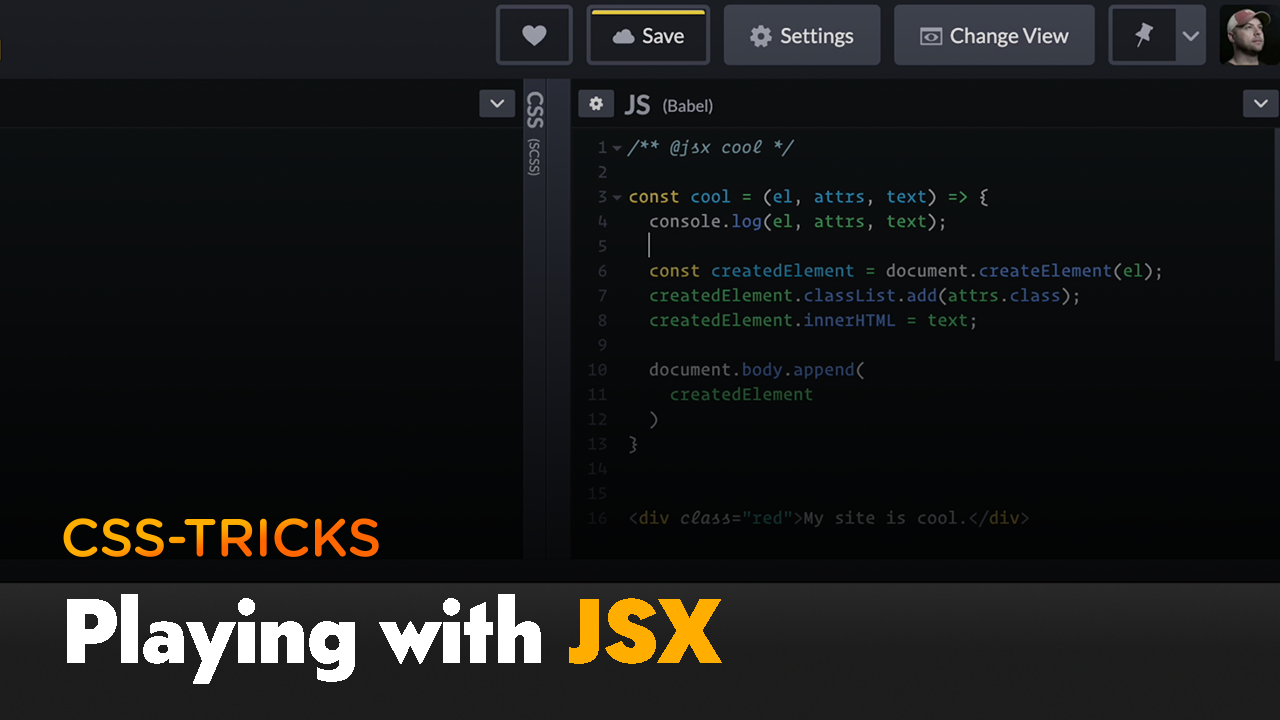 Save
Settings
Change View
CSS (SCSS)
JS (Babel)
1 /** @jsx cool */
2
3 const cool = (el, attrs, text) => {
4 console.log(el, attrs, text);
5
6 const createdElement = document.createElement(el);
7 createdElement.classList.add(attrs.class);
8 createdElement.innerHTML = text;
9
10 document.body.append(
11 createdElement
12 )
13 }
14
15
16 <div class="red">My site is cool.</div>
CSS-TRICKS
Playing with JSX